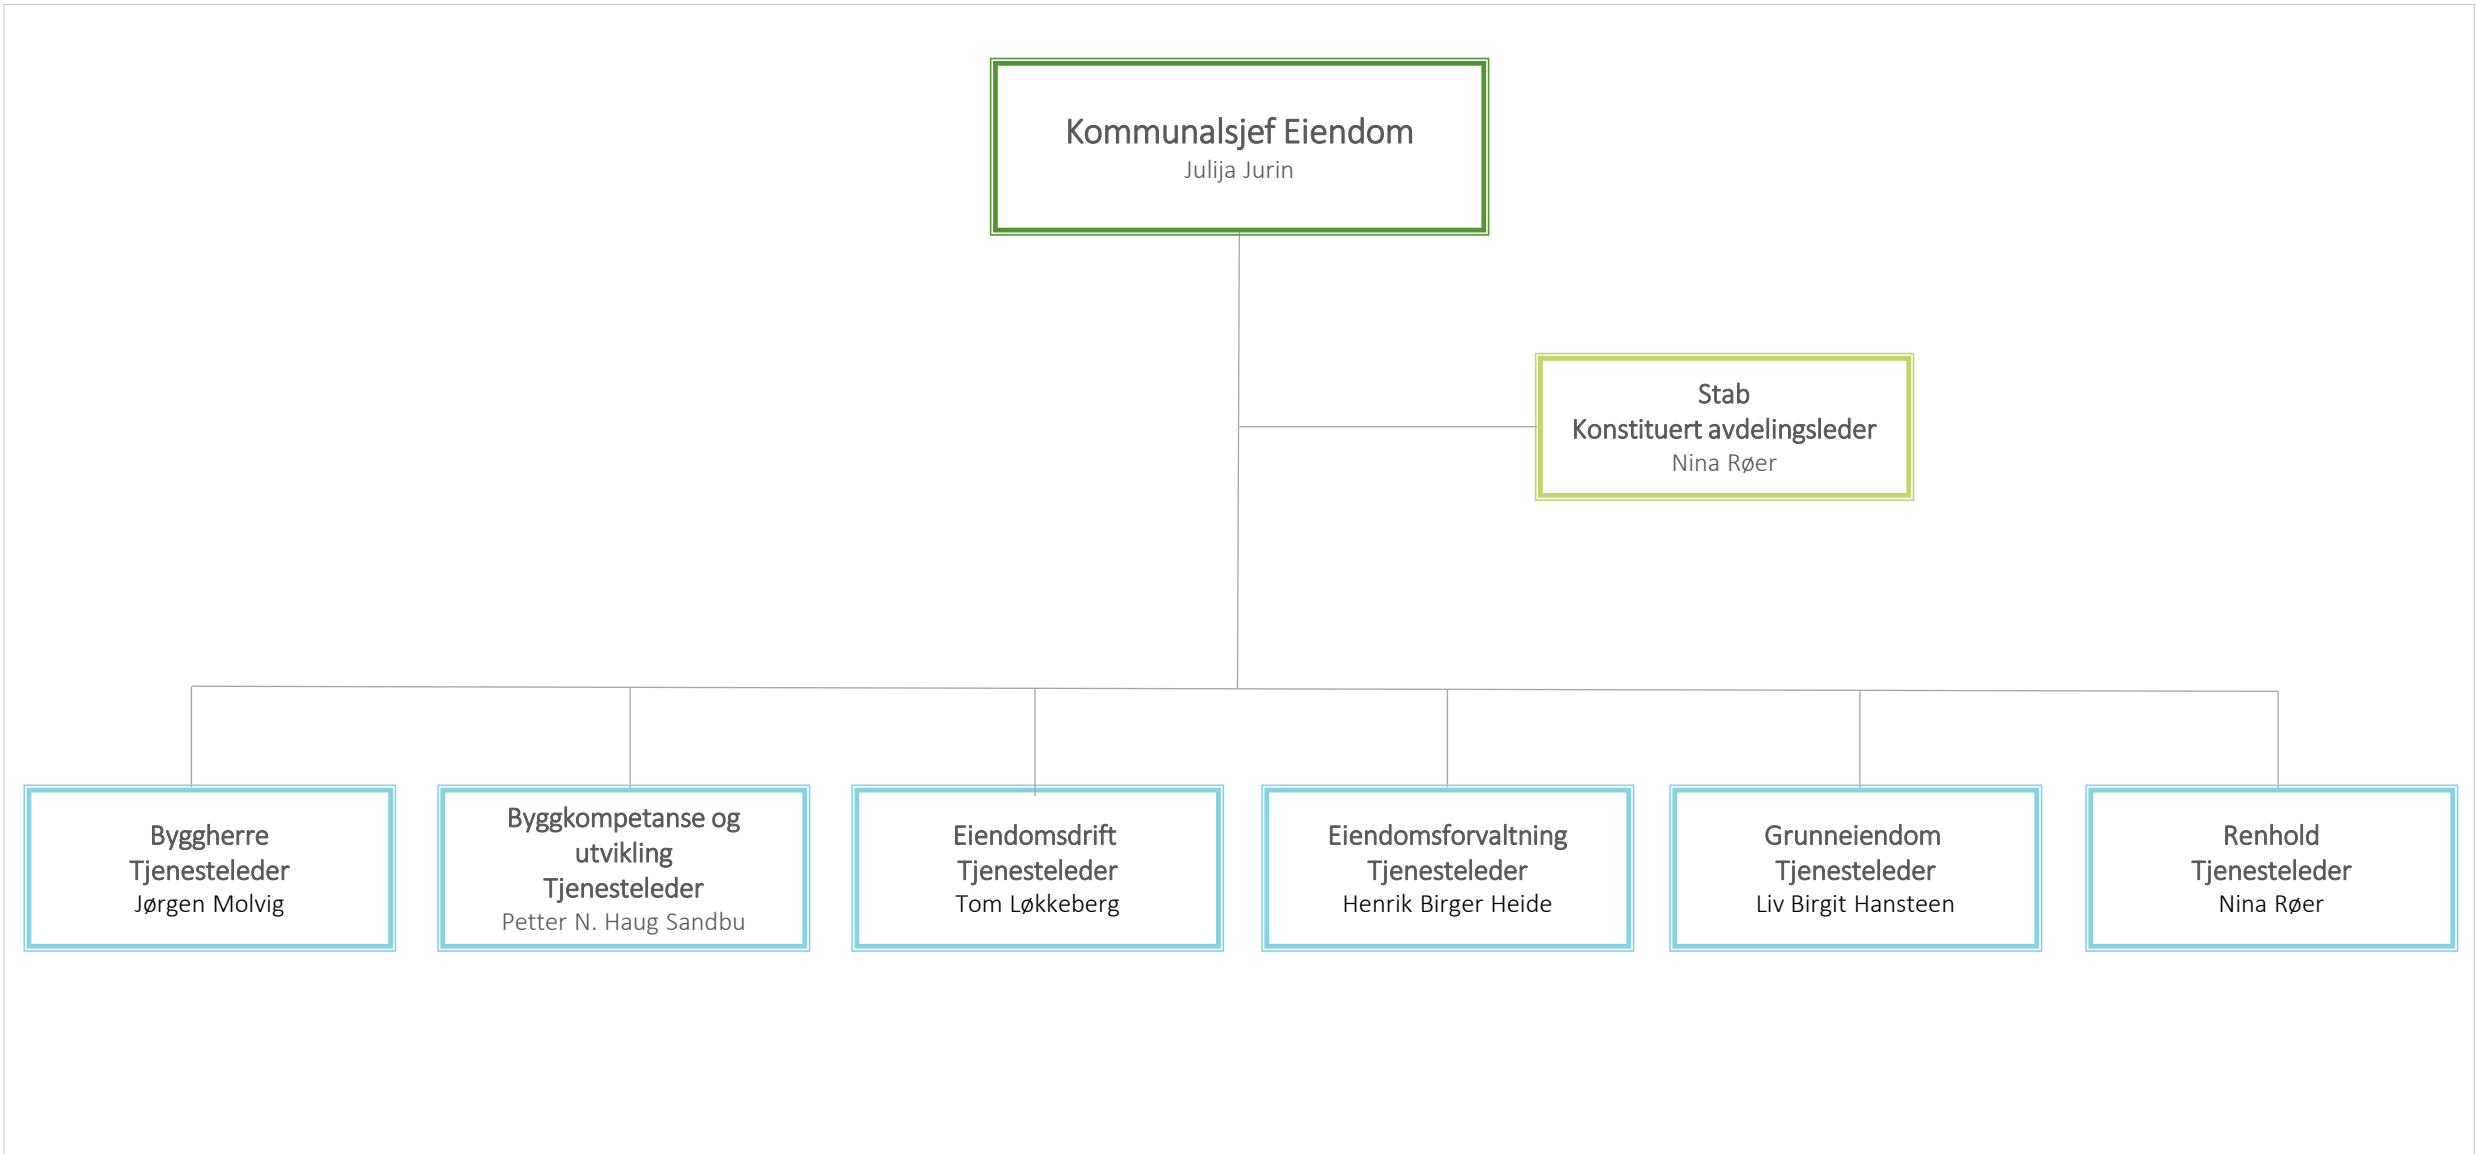 Kommunalsjef Eiendom
Julija Jurin
Stab
Konstituert avdelingsleder
Nina Røer
Byggherre
Tjenesteleder
Jørgen Molvig
Byggkompetanse og
utvikling
Tjenesteleder
Petter N. Haug Sandbu
Eiendomsdrift
Tjenesteleder
Tom Løkkeberg
Eiendomsforvaltning
Tjenesteleder
Henrik Birger Heide
Grunneiendom
Tjenesteleder
Liv Birgit Hansteen
Renhold
Tjenesteleder
Nina Røer